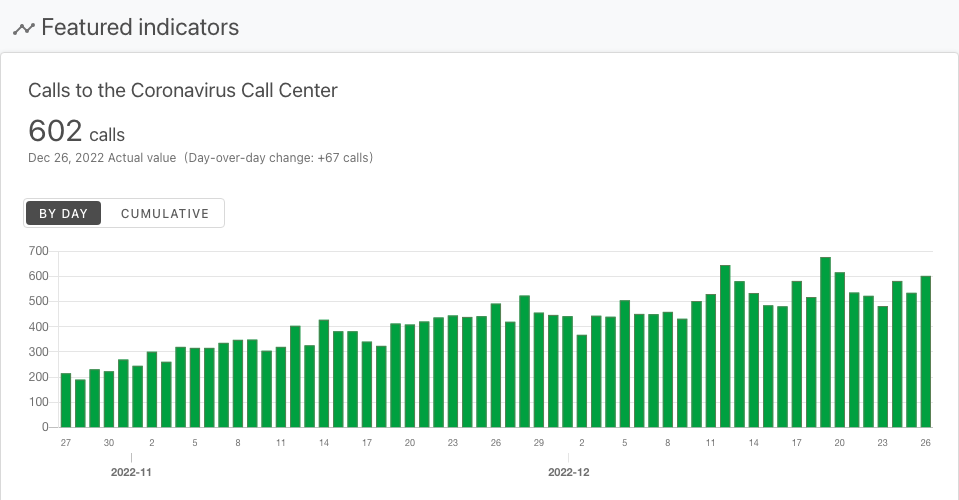 Featured indicators
Calls to the Coronavirus Call Center
602 calls
Dec 26, 2022 Actual value (Day-over-day change: +67 calls)
BY DAY CUMULATIVE
700
600
500
400
300
200
100
0
27 30 2 5 8 11 14 17 20 23 26 29 2 5 8 11 14 17 20 23 26
2022-11 2022-12